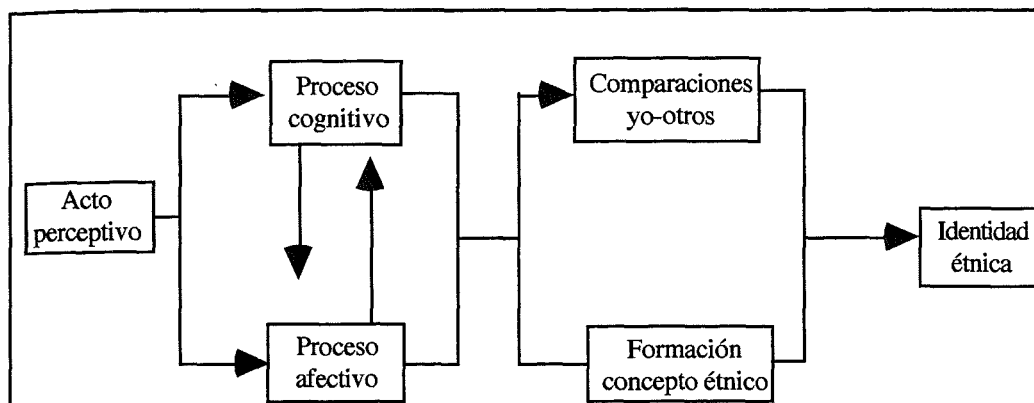 Acto
perceptivo
Proceso
cognitivo
Proceso
afectivo
Comparaciones
yo-otros
Formación
concepto étnico
Identidad
étnica